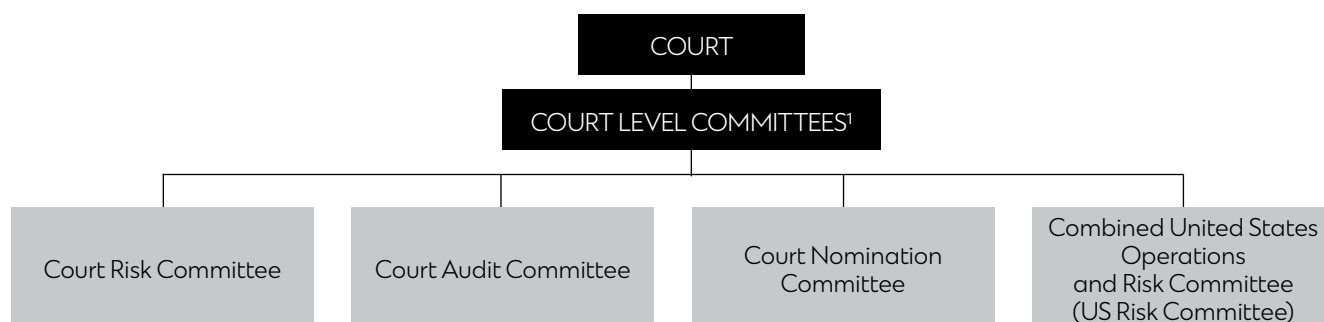 COURT
COURT LEVEL COMMITTEES¹
Court Risk Committee
Court Audit Committee
Court Nomination
Committee
Combined United States
Operations
and Risk Committee
(US Risk Committee)